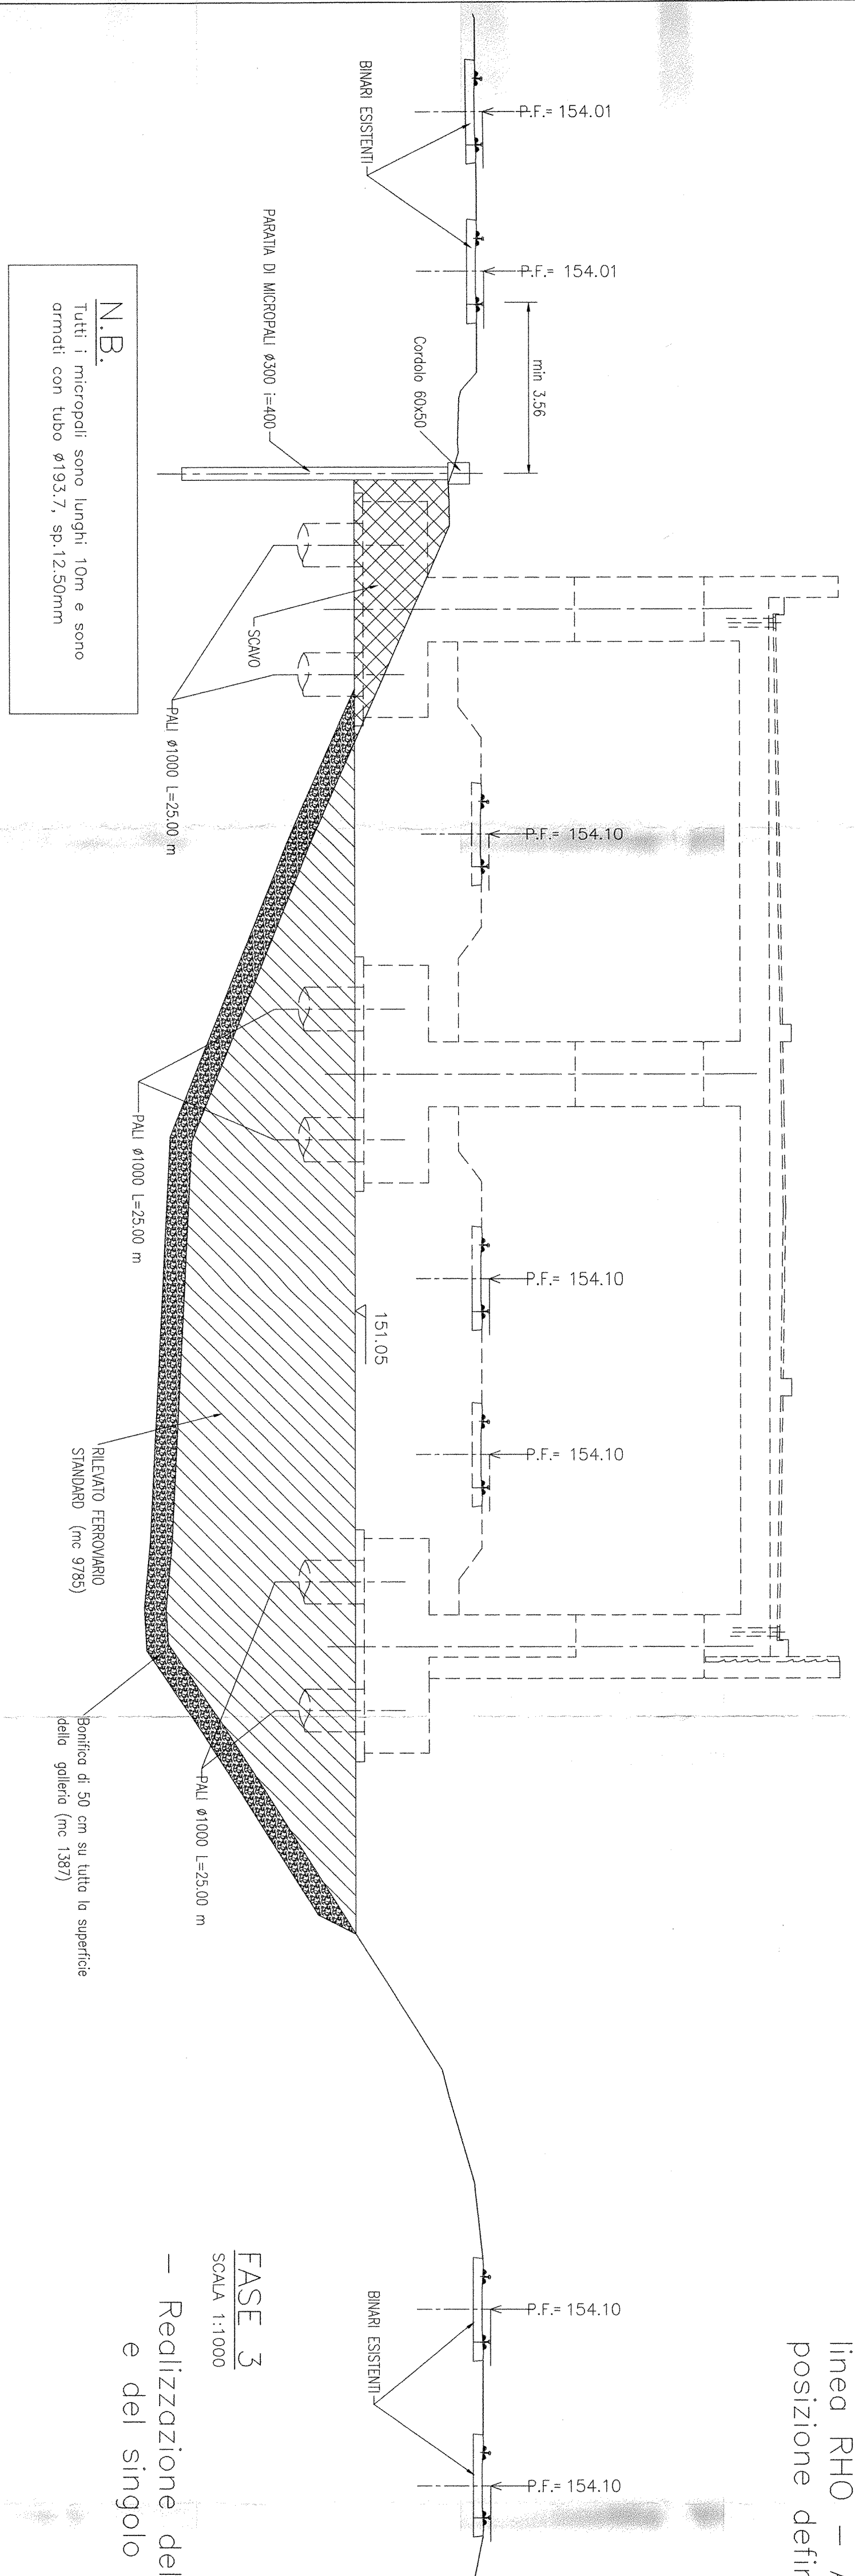 linea RHO –
posizione defin
P.F.= 154.01
P.F.= 154.01
min 3.56
P.F.= 154.10
P.F.= 154.10
P.F.= 154.10
P.F.= 154.10
P.F.= 154.10
BINARI ESISTENTI
Cordolo 60x50
151.05
BINARI ESISTENTI
PARATIA DI MICROPALI ø300 i=400
SCAVO
PALI ø1000 L=25.00 m
PALI ø1000 L=25.00 m
PALI ø1000 L=25.00 m
RILEVATO FERROVIARIO
STANDARD (mc 9785)
Bonifica di 50 cm su tutta la superficie
della galleria (mc 1387)
N.B.
Tutti i micropali sono lunghi 10m e sono
armati con tubo ø193.7, sp.12.50mm
FASE 3
SCALA 1:1000
– Realizzazione del
e del singolo